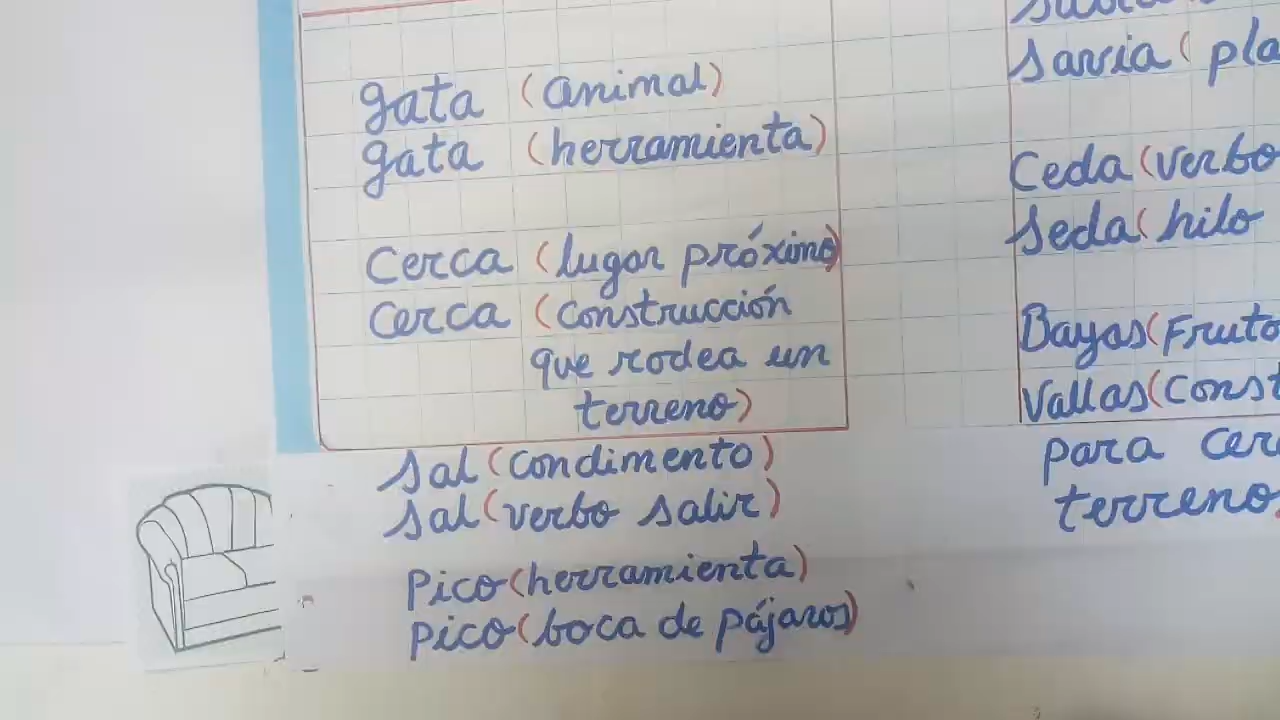 gata (animal)
gata (herramienta)
Cerca (lugar próximo)
Cerca (Construcción
que rodea un
terreno)
Sal (condimento)
Sal (verbo salir)
Pico (herramienta)
Pico (boca de pájaros)
Savia (
Ceda (verbo
Seda ( hilo
Bayas (Fruto
Vallas (
para
terreno